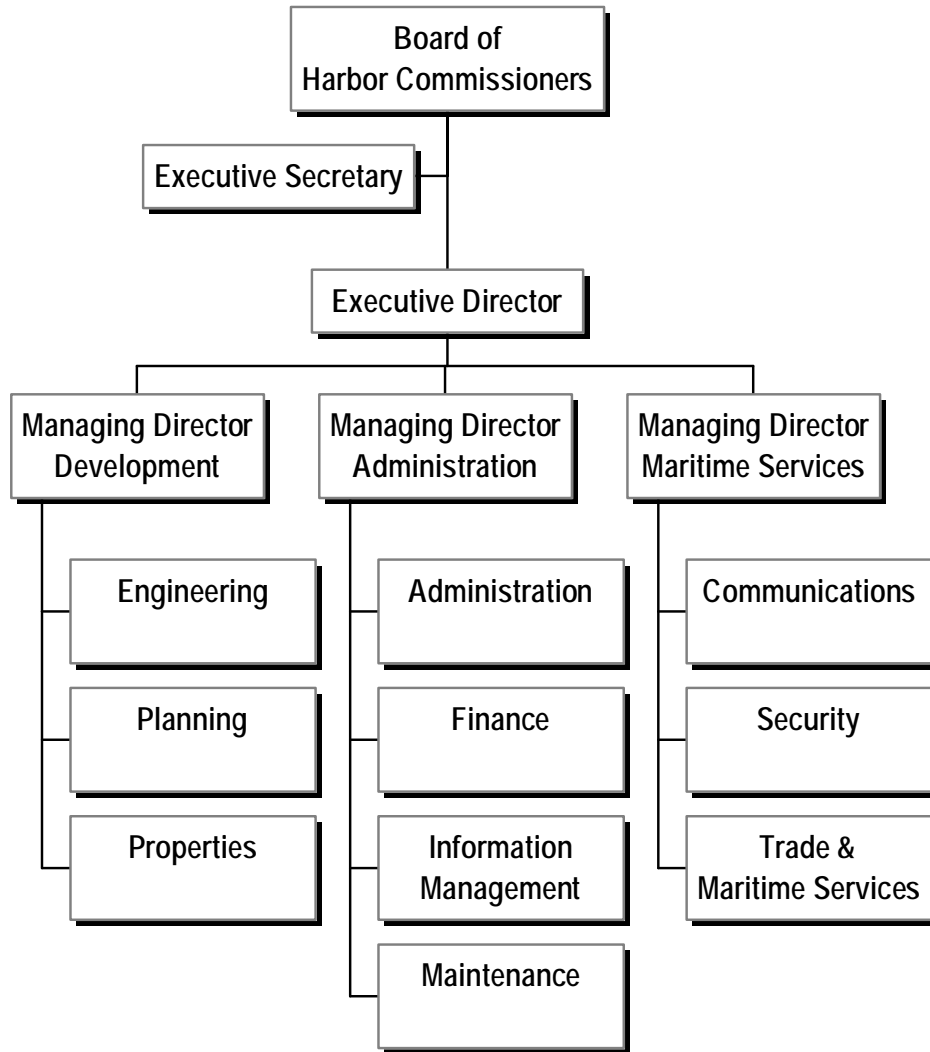 Board of
Harbor Commissioners
Executive Secretary
Executive Director
Managing Director
Development
Managing Director
Administration
Managing Director
Maritime Services
Engineering
Administration
Communications
Planning
Finance
Security
Properties
Information
Management
Trade &
Maritime Services
Maintenance